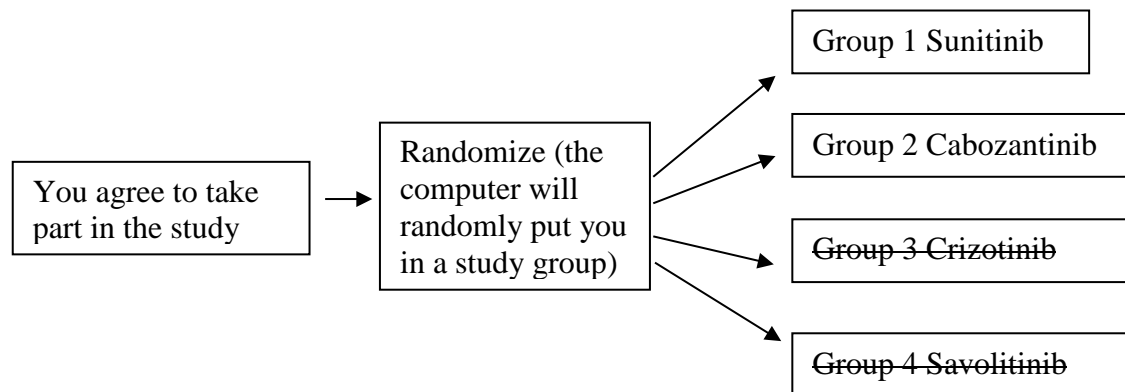 Group 1 Sunitinib
Group 2 Cabozantinib
You agree to take
part in the study
Randomize (the
computer will
randomly put you
in a study group)
Group 3 Crizotinib
Group 4 Savolitinib